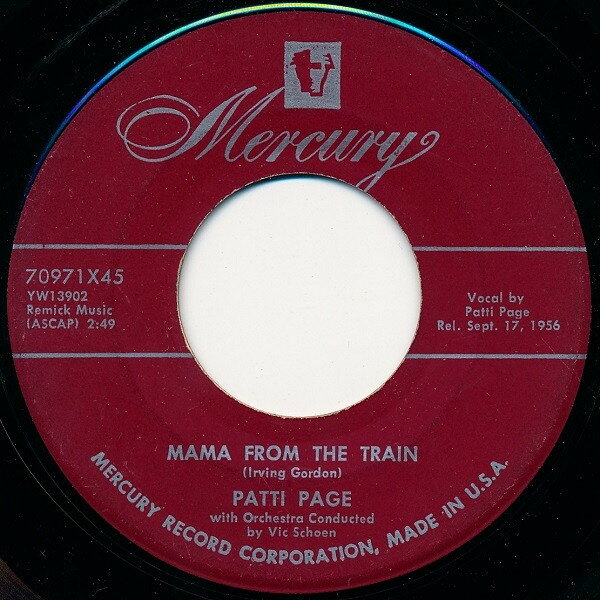 Mercury
70971X45
YW13902
Remick Music
(ASCAP) 2:49
Vocal by
Patti Page
Rel. Sept. 17, 1956
MAMA FROM THE TRAIN
(Irving Gordon)
PATTI PAGE
with Orchestra Conducted
by Vic Schoen
MERCURY RECORD CORPORATION, MADE IN U.S.A.